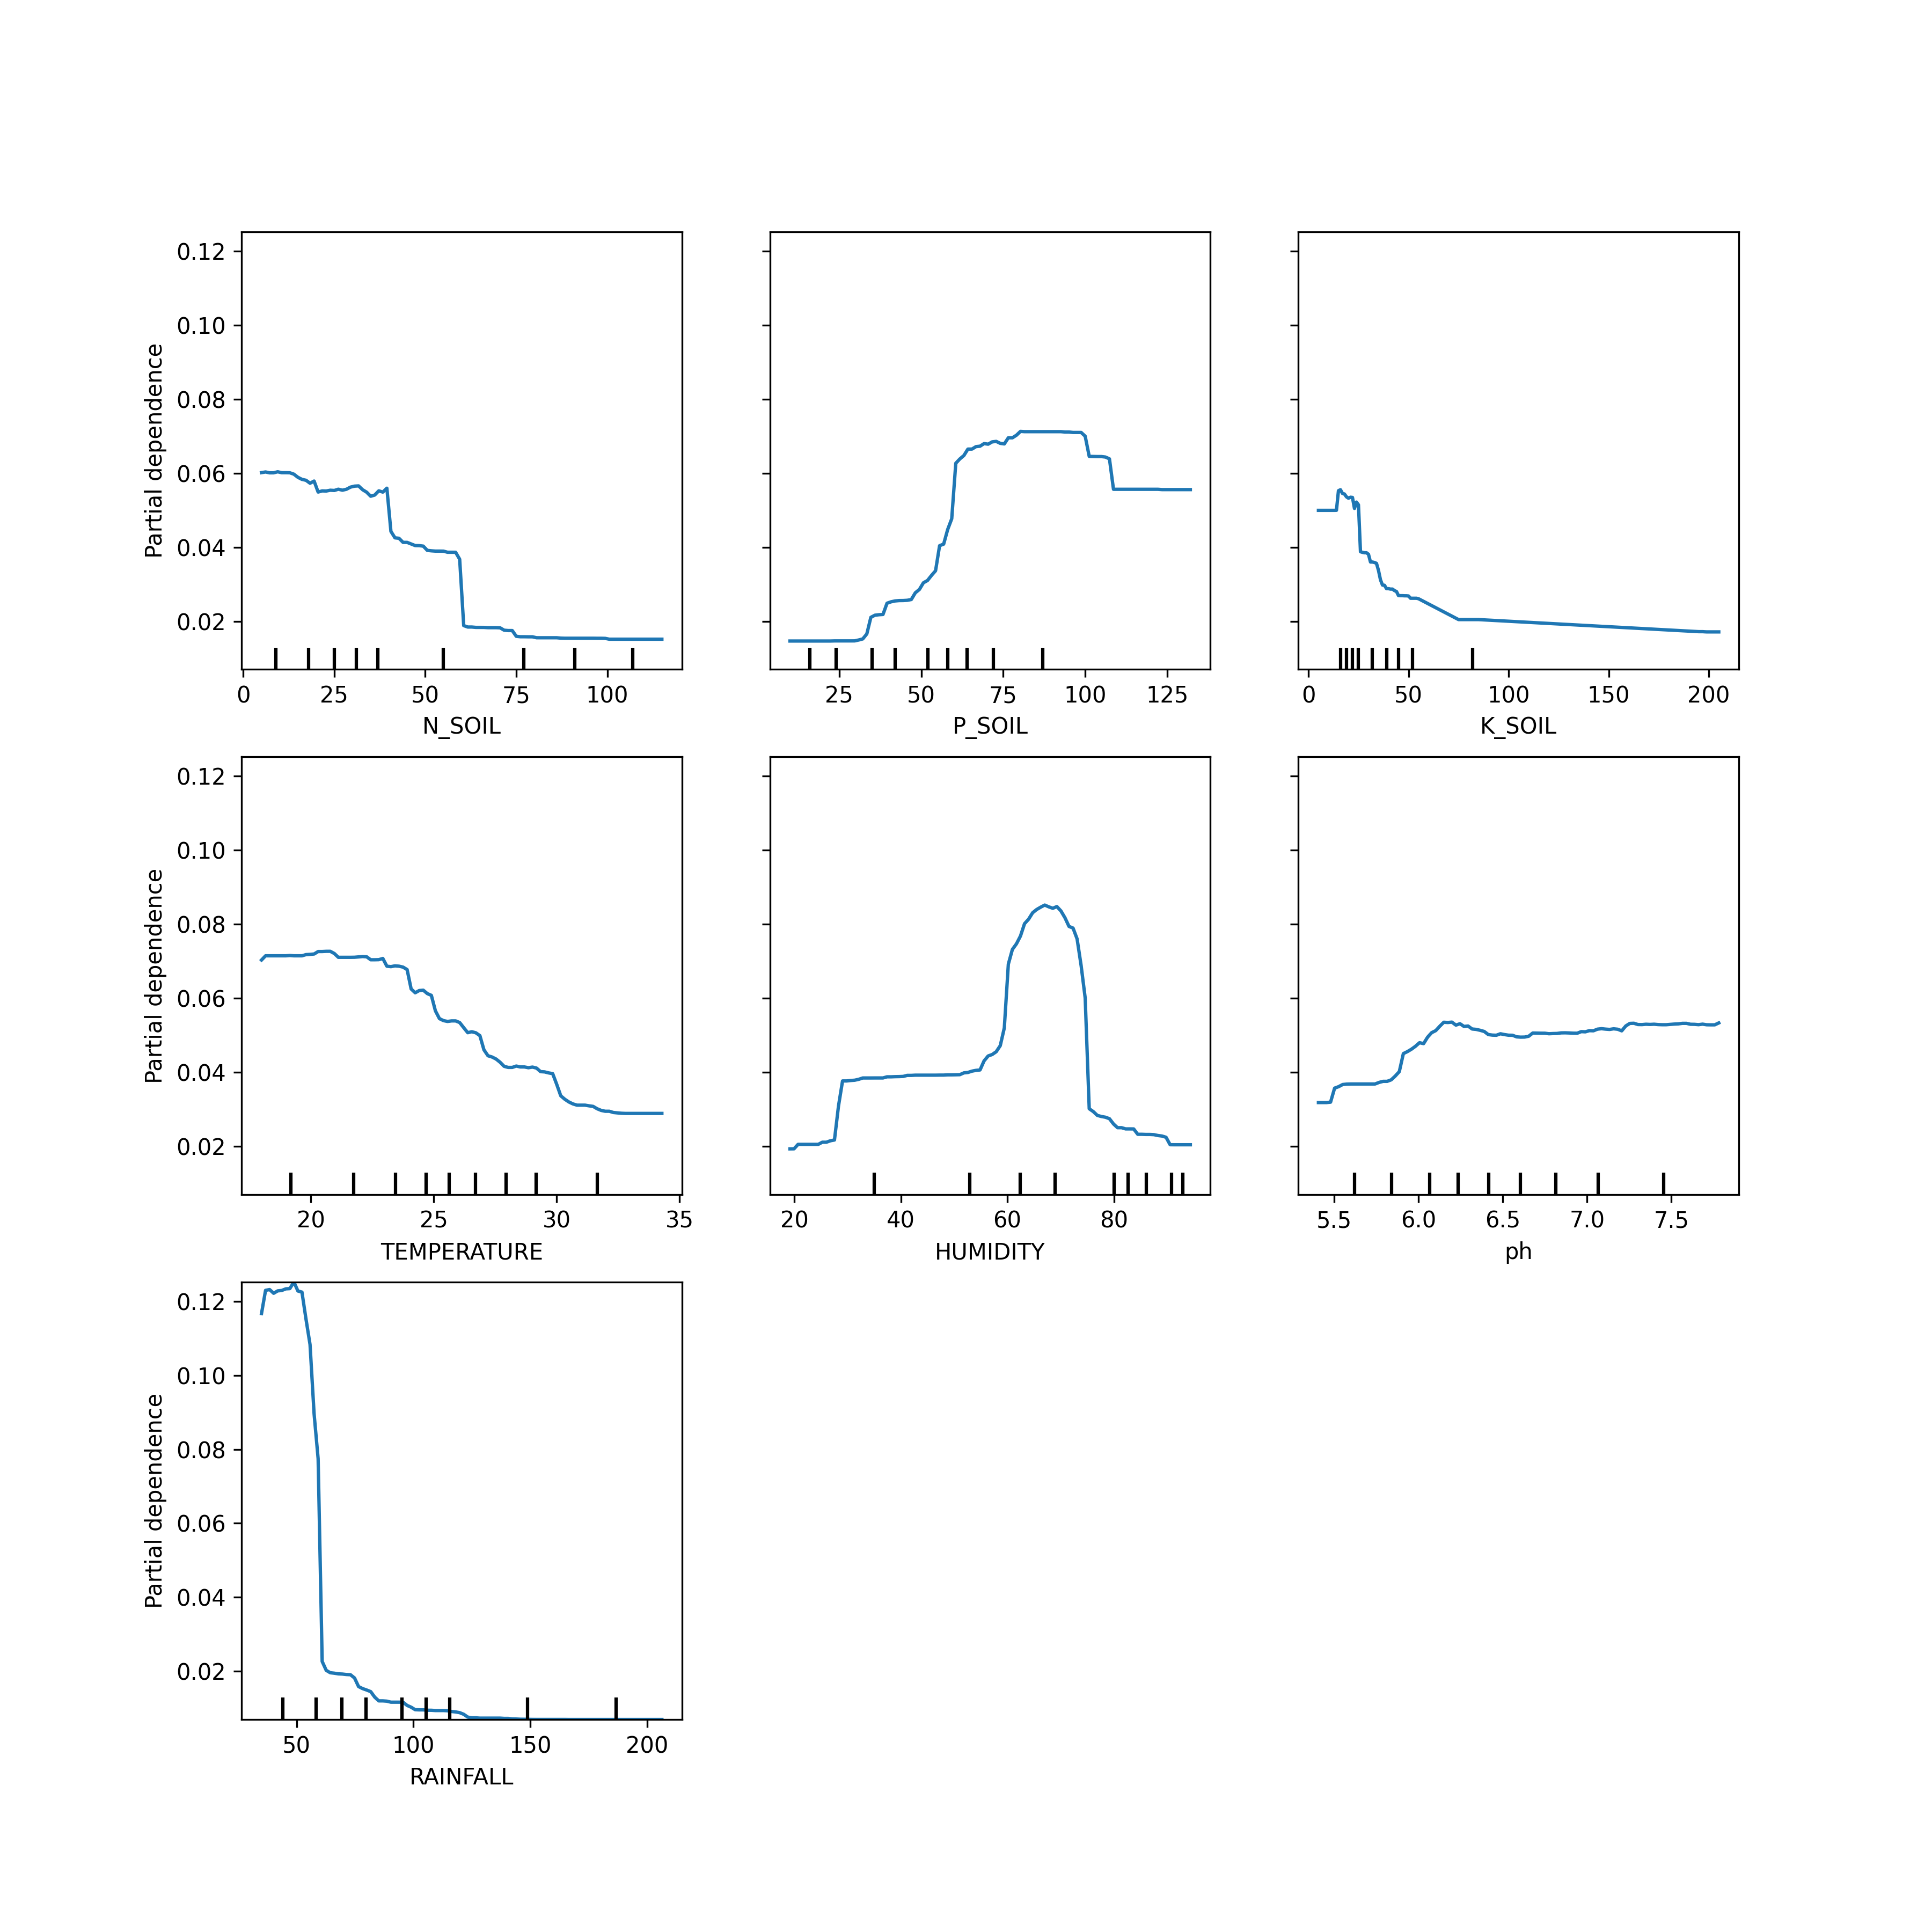 0.12
0.10
0.08
0.06
0.04
0.02
Partial dependence
0 25 50 75 100
N_SOIL
25 50 75 100 125
P_SOIL
0 50 100 150 200
K_SOIL
0.12
0.10
0.08
0.06
0.04
0.02
Partial dependence
20 25 30 35
TEMPERATURE
20 40 60 80
HUMIDITY
5.5 6.0 6.5 7.0 7.5
ph
0.12
0.10
0.08
0.06
0.04
0.02
Partial dependence
50 100 150 200
RAINFALL